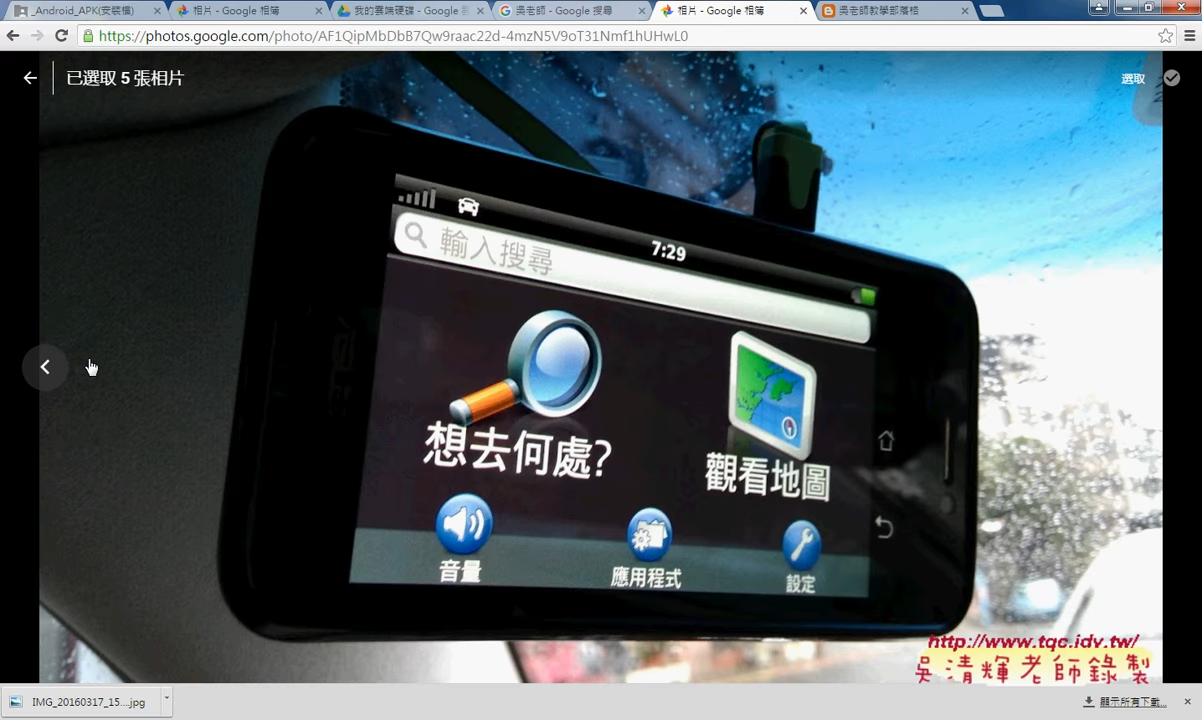 _Android_APK(安裝檔)
相片 - Google 相簿
我的雲端硬碟 - Google
吳老師 - Google 搜尋
相片 - Google 相簿
吳老師教學部落格
https://photos.google.com/photo/AF1QipMbDbB7Qw9raac22d-4mzN5V9oT31Nmf1hUHwL0
已選取 5 張相片
選取
7:29
輸入搜尋
想去何處?
觀看地圖
音量
應用程式
設定
http://www.tqc.idv.tw/
吳清輝老師錄製
IMG_20160317_15....jpg
顯示所有下載...